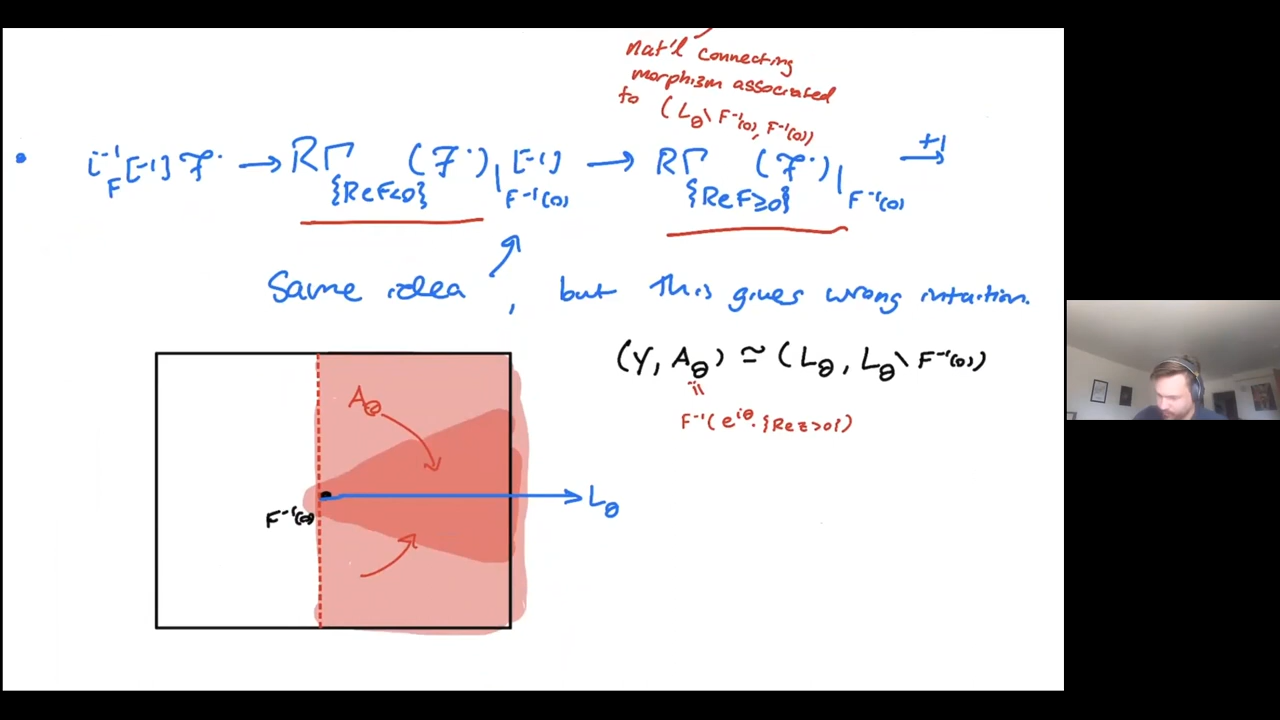 nat'l connecting
morphism associated
to (L_θ \ F^{-1}(0), F^{-1}(0))
• i_F^{-1}[-1] F^• → RΓ_{{Re F<0}} (F^•)|_{F^{-1}(0)} [-1] → RΓ_{{Re F≥0}} (F^•)|_{F^{-1}(0)} +1→
Same idea, but this gives wrong intuition.
(Y, A_θ) ≃ (L_θ, L_θ \ F^{-1}(0))
F^{-1}(e^{iθ}·{Re z>0})
A_θ
F^{-1}(0)
L_θ